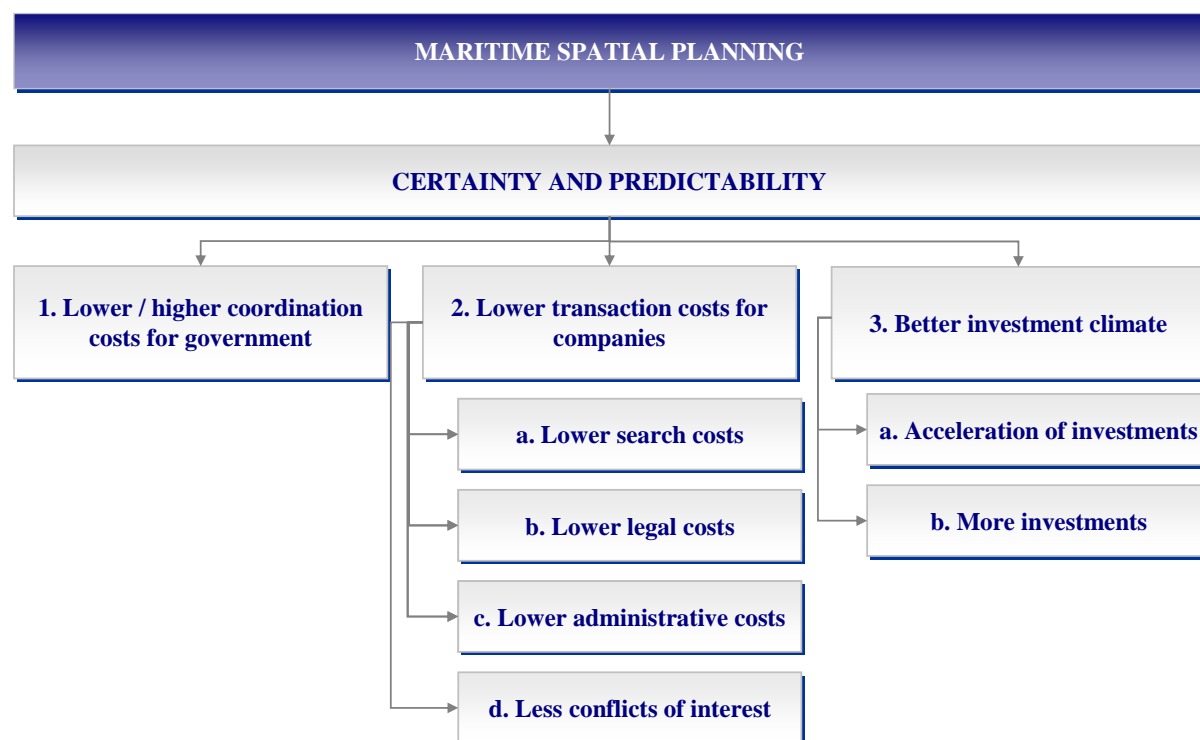 MARITIME SPATIAL PLANNING
CERTAINTY AND PREDICTABILITY
1. Lower / higher coordination
costs for government
2. Lower transaction costs for
companies
a. Lower search costs
b. Lower legal costs
c. Lower administrative costs
d. Less conflicts of interest
3. Better investment climate
a. Acceleration of investments
b. More investments